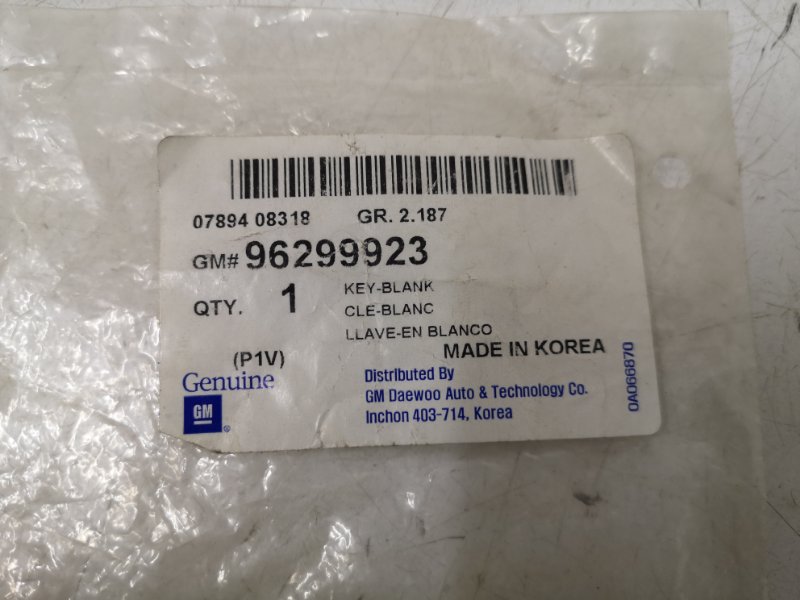 07894 08318 GR. 2.187
GM# 96299923
QTY. 1
KEY-BLANK
CLE-BLANC
LLAVE-EN BLANCO
MADE IN KOREA
(P1V)
Genuine
GM
®
Distributed By
GM Daewoo Auto & Technology Co.
Inchon 403-714, Korea
0A066870